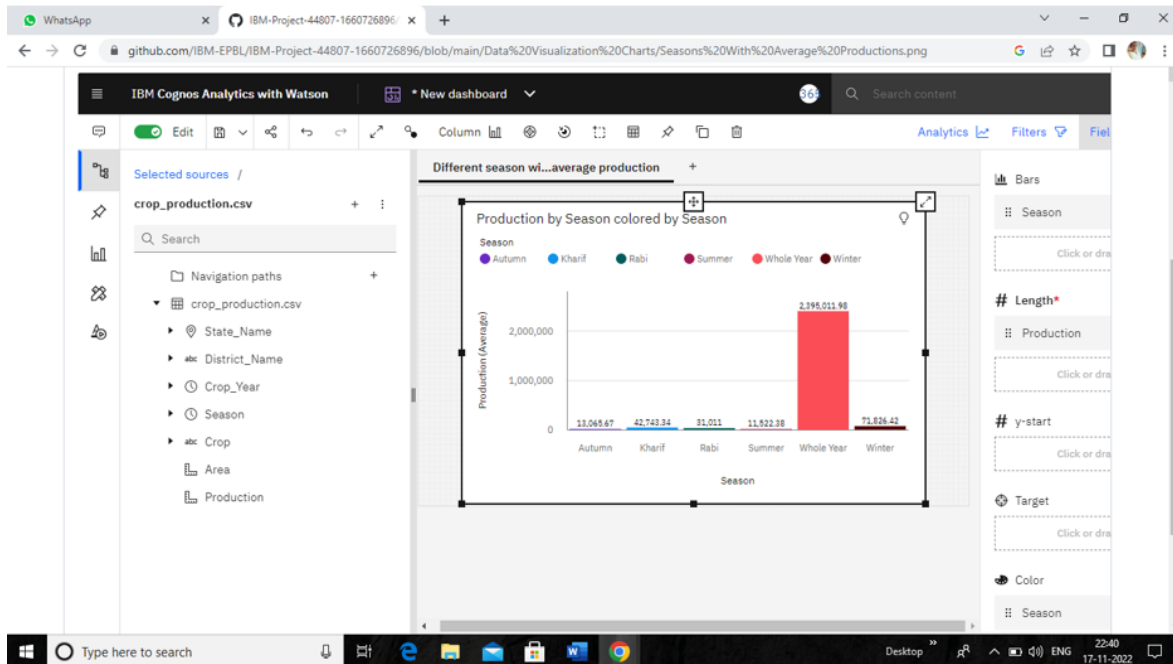 WhatsApp
IBM-Project-44807-1660726896/
github.com/IBM-EPBL/IBM-Project-44807-1660726896/blob/main/Data%20Visualization%20Charts/Seasons%20With%20Average%20Productions.png
IBM Cognos Analytics with Watson
* New dashboard
Search content
Edit
Column
Analytics
Filters
Fiel
Selected sources /
crop_production.csv
Search
Navigation paths
crop_production.csv
State_Name
abc District_Name
Crop_Year
Season
abc Crop
Area
Production
Different season wi...average production
Production by Season colored by Season
Season
Autumn Kharif Rabi Summer Whole Year Winter
Production (Average)
2,000,000
1,000,000
0
13,065.67 42,743.34 31,011 11,522.38 2,395,011.98 71,826.42
Autumn Kharif Rabi Summer Whole Year Winter
Season
Bars
Season
Click or dra
# Length*
Production
Click or dra
# y-start
Click or dra
Target
Click or dra
Color
Season
Type here to search
Desktop
ENG
22:40
17-11-2022